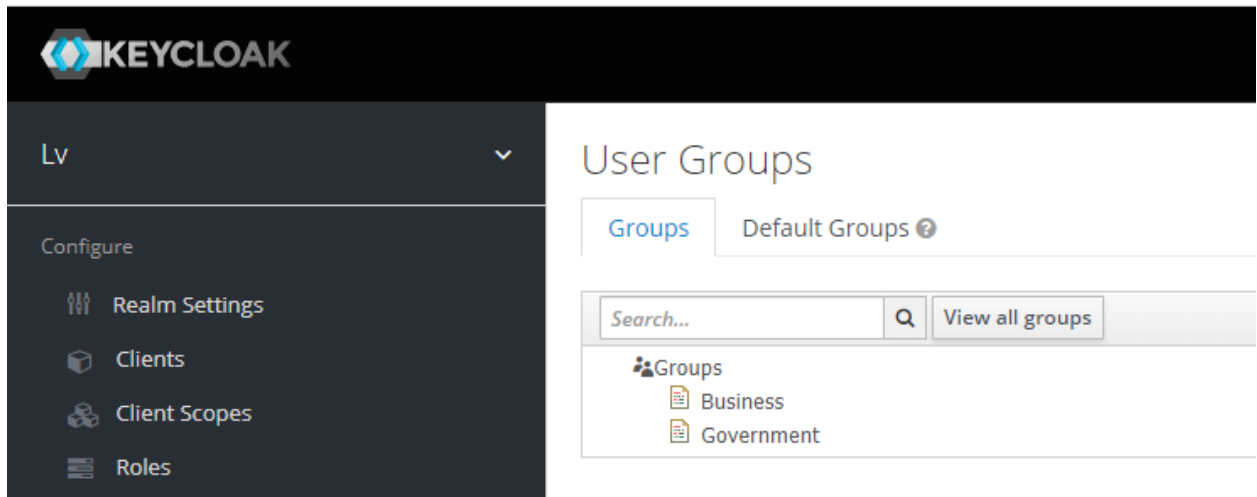 KEYCLOAK
Lv
Configure
Realm Settings
Clients
Client Scopes
Roles
User Groups
Groups Default Groups
Search... View all groups
Groups
Business
Government